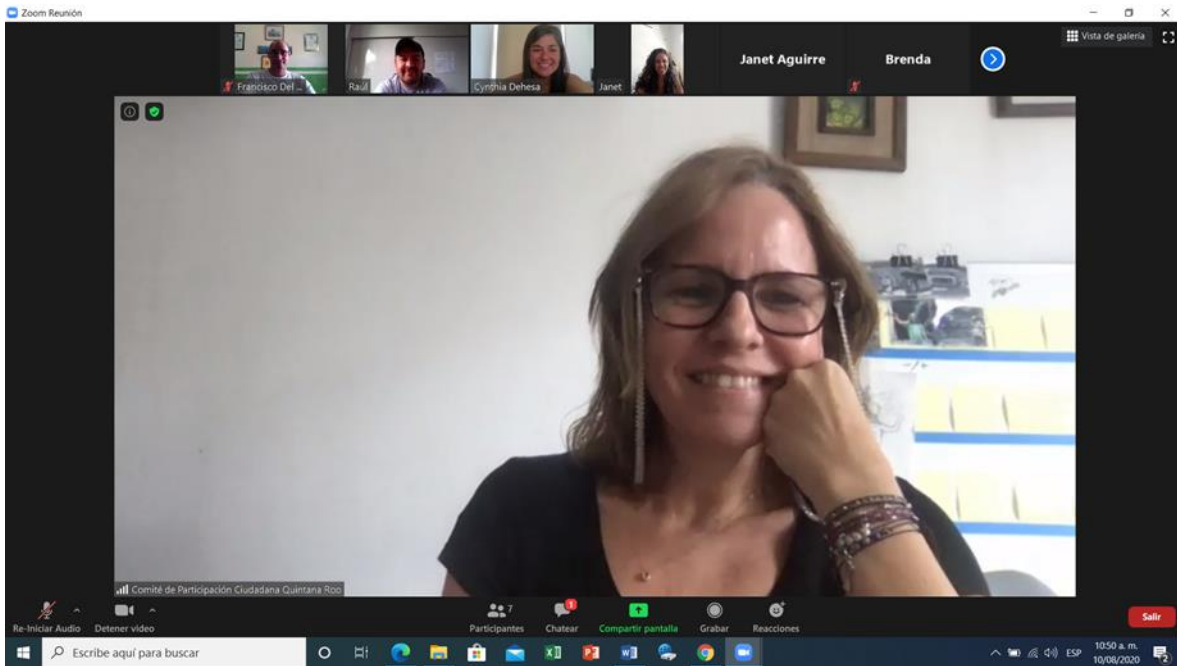 Zoom Reunión
Francisco Del ...
Raúl
Cynthia Dehesa
Janet
Janet Aguirre
Brenda
Vista de galería
Comité de Participación Ciudadana Quintana Roo
Re-Iniciar Audio
Detener video
7
Participantes
1
Chatear
Compartir pantalla
Grabar
Reacciones
Salir
Escribe aquí para buscar
ESP
10:50 a. m.
10/08/2020
2